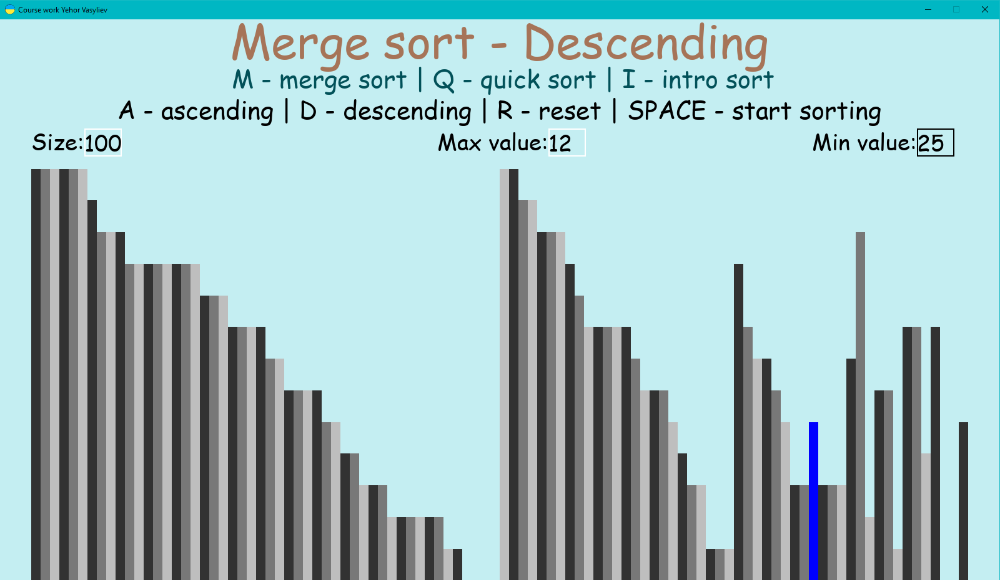 Course work Yehor Vasyliev
Merge sort - Descending
M - merge sort | Q - quick sort | I - intro sort
A - ascending | D - descending | R - reset | SPACE - start sorting
Size:100 Max value:12 Min value:25